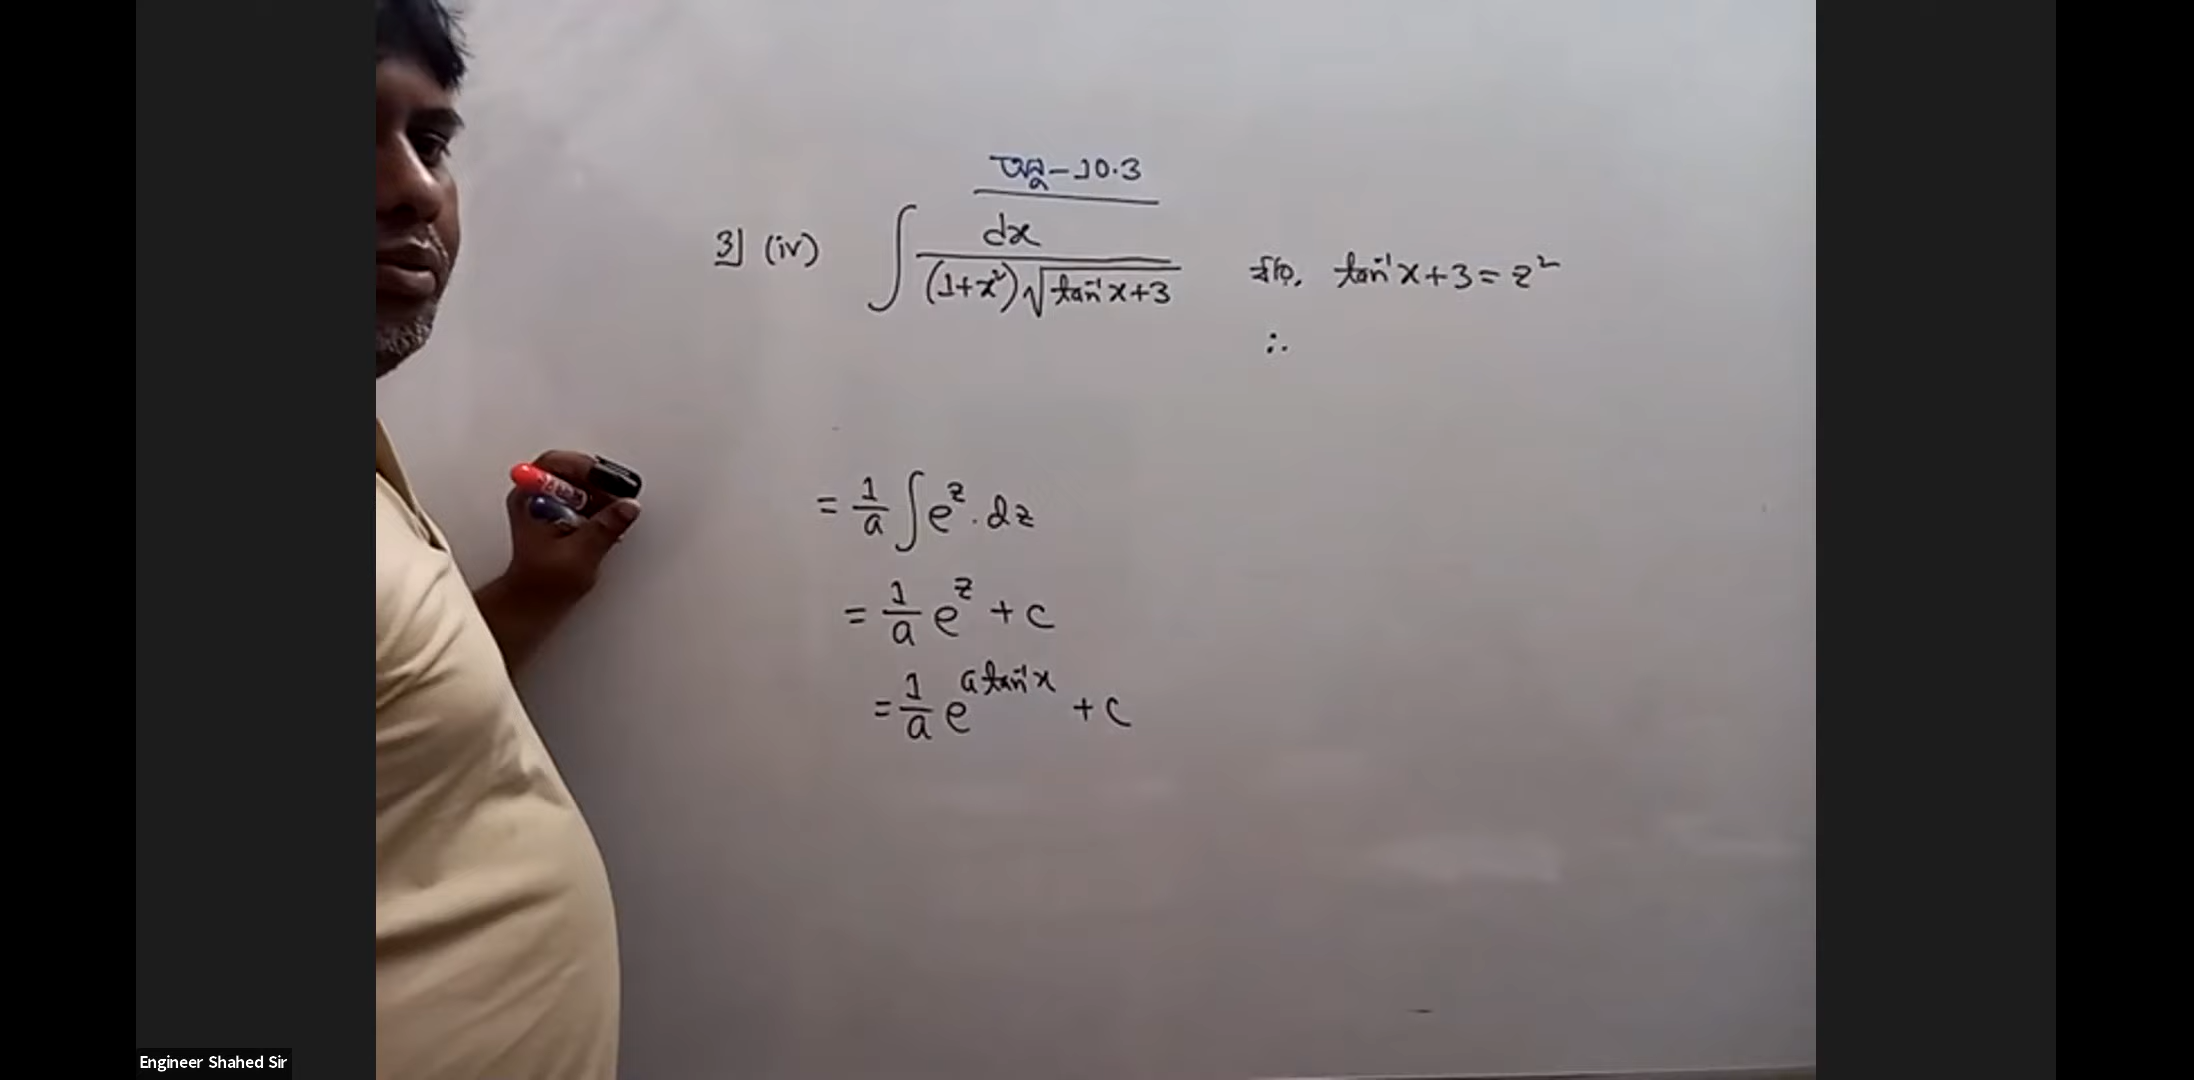 অনু-10.3
3] (iv) ∫ dx / (1+x²)√(tan⁻¹x+3) ধরি, tan⁻¹x+3 = z²
∴
= 1/a ∫ e^z . dz
= 1/a e^z + c
= 1/a e^(a tan⁻¹x) + c
Engineer Shahed Sir